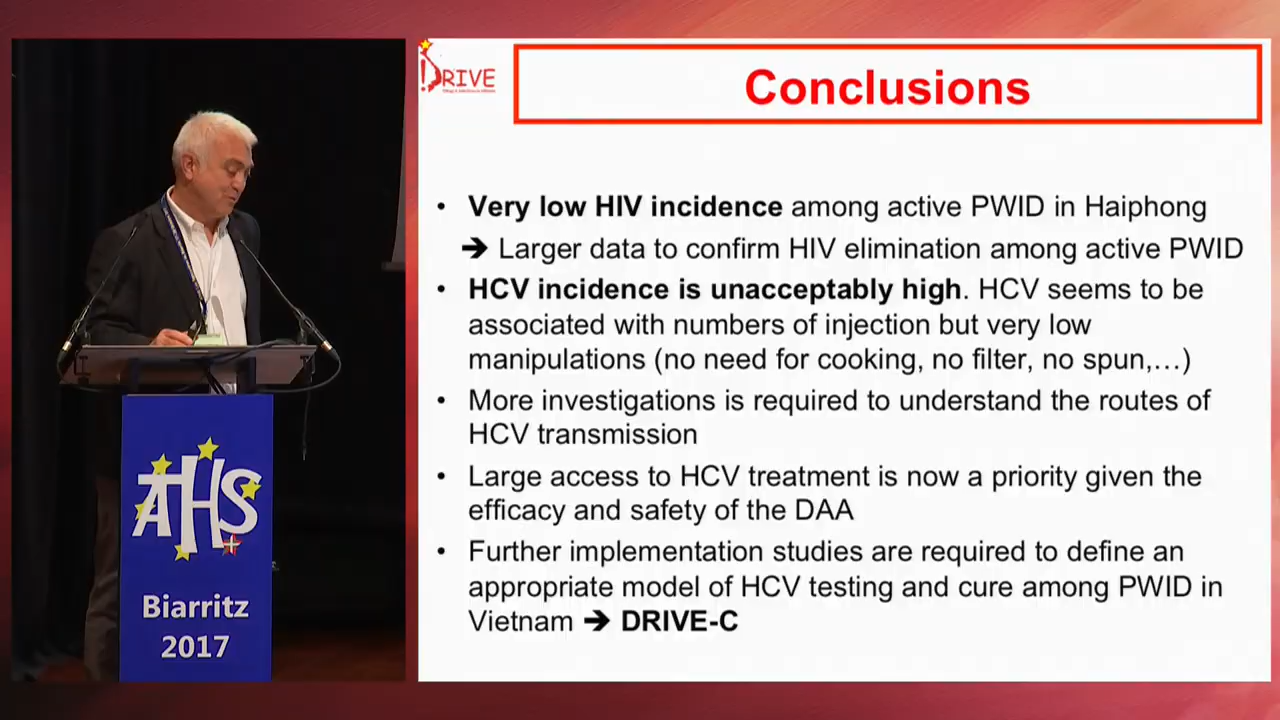 DRIVE
Conclusions
• Very low HIV incidence among active PWID in Haiphong
➔ Larger data to confirm HIV elimination among active PWID
• HCV incidence is unacceptably high. HCV seems to be
associated with numbers of injection but very low
manipulations (no need for cooking, no filter, no spun,…)
• More investigations is required to understand the routes of
HCV transmission
• Large access to HCV treatment is now a priority given the
efficacy and safety of the DAA
• Further implementation studies are required to define an
appropriate model of HCV testing and cure among PWID in
Vietnam ➔ DRIVE-C
ATHS
Biarritz
2017